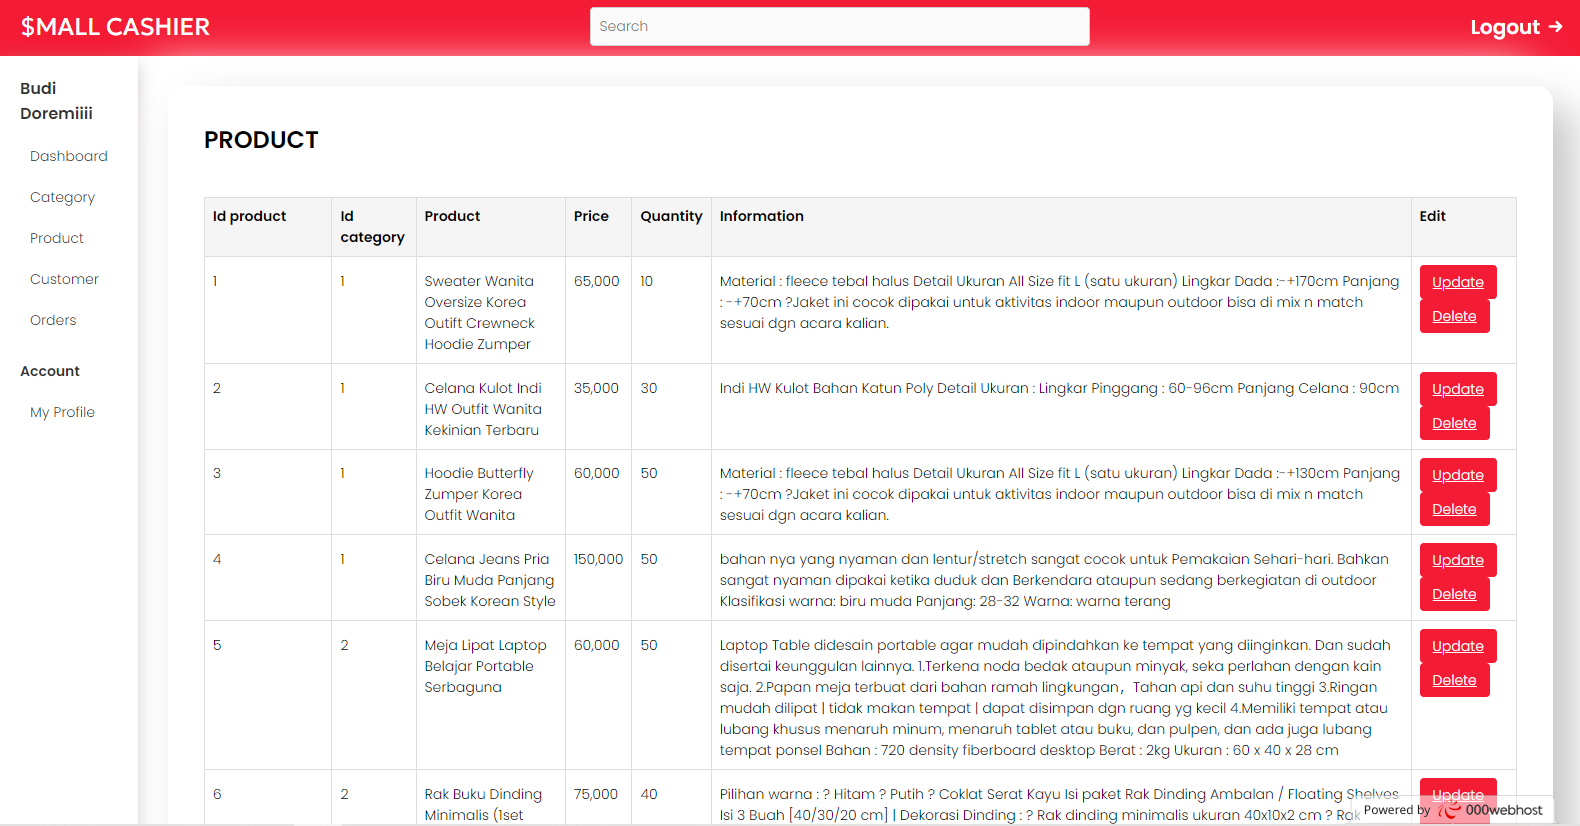 $MALL CASHIER
Search
Logout →
Budi
Doremiiii
Dashboard
Category
Product
Customer
Orders
Account
My Profile
PRODUCT
Id product
Id
category
Product
Price
Quantity
Information
Edit
1
1
Sweater Wanita
Oversize Korea
Outift Crewneck
Hoodie Zumper
65,000
10
Material : fleece tebal halus Detail Ukuran All Size fit L (satu ukuran) Lingkar Dada :-+170cm Panjang
: -+70cm ?Jaket ini cocok dipakai untuk aktivitas indoor maupun outdoor bisa di mix n match
sesuai dgn acara kalian.
Update
Delete
2
1
Celana Kulot Indi
HW Outfit Wanita
Kekinian Terbaru
35,000
30
Indi HW Kulot Bahan Katun Poly Detail Ukuran : Lingkar Pinggang : 60-96cm Panjang Celana : 90cm
Update
Delete
3
1
Hoodie Butterfly
Zumper Korea
Outfit Wanita
60,000
50
Material : fleece tebal halus Detail Ukuran All Size fit L (satu ukuran) Lingkar Dada :-+130cm Panjang
: -+70cm ?Jaket ini cocok dipakai untuk aktivitas indoor maupun outdoor bisa di mix n match
sesuai dgn acara kalian.
Update
Delete
4
1
Celana Jeans Pria
Biru Muda Panjang
Sobek Korean Style
150,000
50
bahan nya yang nyaman dan lentur/stretch sangat cocok untuk Pemakaian Sehari-hari. Bahkan
sangat nyaman dipakai ketika duduk dan Berkendara ataupun sedang berkegiatan di outdoor
Klasifikasi warna: biru muda Panjang: 28-32 Warna: warna terang
Update
Delete
5
2
Meja Lipat Laptop
Belajar Portable
Serbaguna
60,000
50
Laptop Table didesain portable agar mudah dipindahkan ke tempat yang diinginkan. Dan sudah
disertai keunggulan lainnya. 1.Terkena noda bedak ataupun minyak, seka perlahan dengan kain
saja. 2.Papan meja terbuat dari bahan ramah lingkungan，Tahan api dan suhu tinggi 3.Ringan
mudah dilipat | tidak makan tempat | dapat disimpan dgn ruang yg kecil 4.Memiliki tempat atau
lubang khusus menaruh minum, menaruh tablet atau buku, dan pulpen, dan ada juga lubang
tempat ponsel Bahan : 720 density fiberboard desktop Berat : 2kg Ukuran : 60 x 40 x 28 cm
Update
Delete
6
2
Rak Buku Dinding
Minimalis (1set
75,000
40
Pilihan warna : ? Hitam ? Putih ? Coklat Serat Kayu Isi paket Rak Dinding Ambalan / Floating Shelves
Isi 3 Buah [40/30/20 cm] | Dekorasi Dinding : ? Rak dinding minimalis ukuran 40x10x2 cm ? Rak
Update
Powered by 000webhost